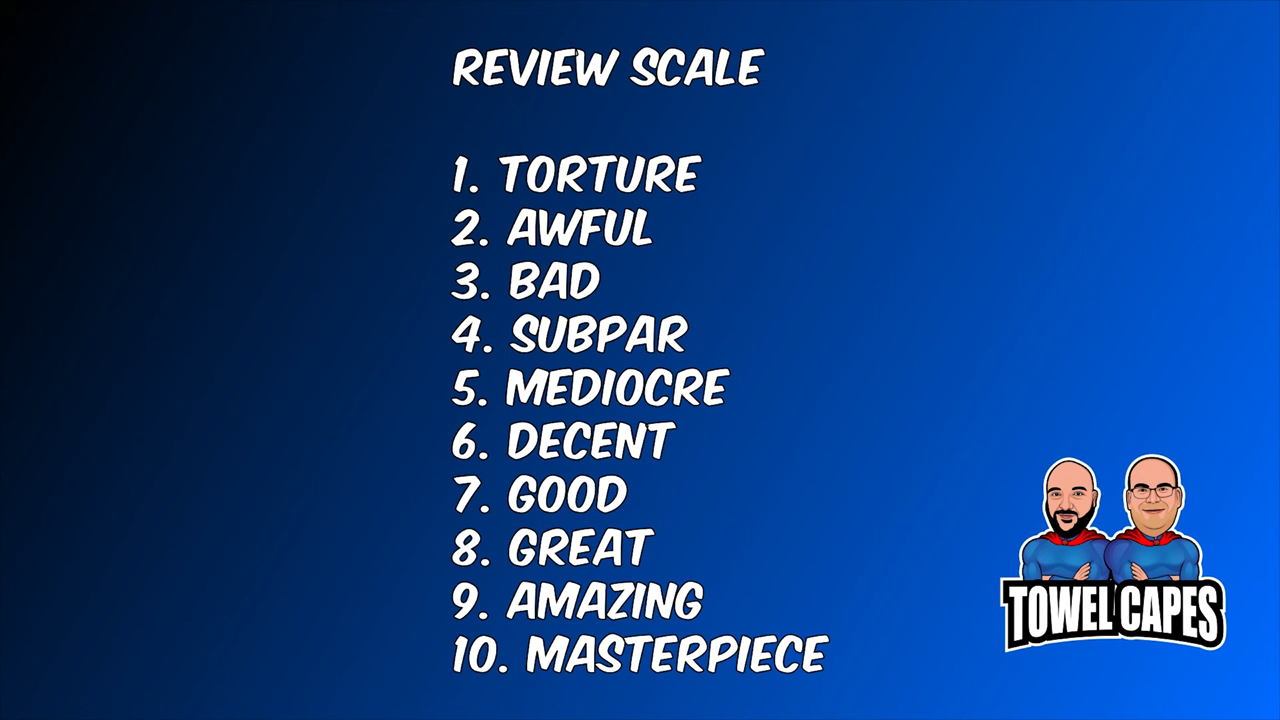 REVIEW SCALE
1. TORTURE
2. AWFUL
3. BAD
4. SUBPAR
5. MEDIOCRE
6. DECENT
7. GOOD
8. GREAT
9. AMAZING
10. MASTERPIECE
TOWEL CAPES